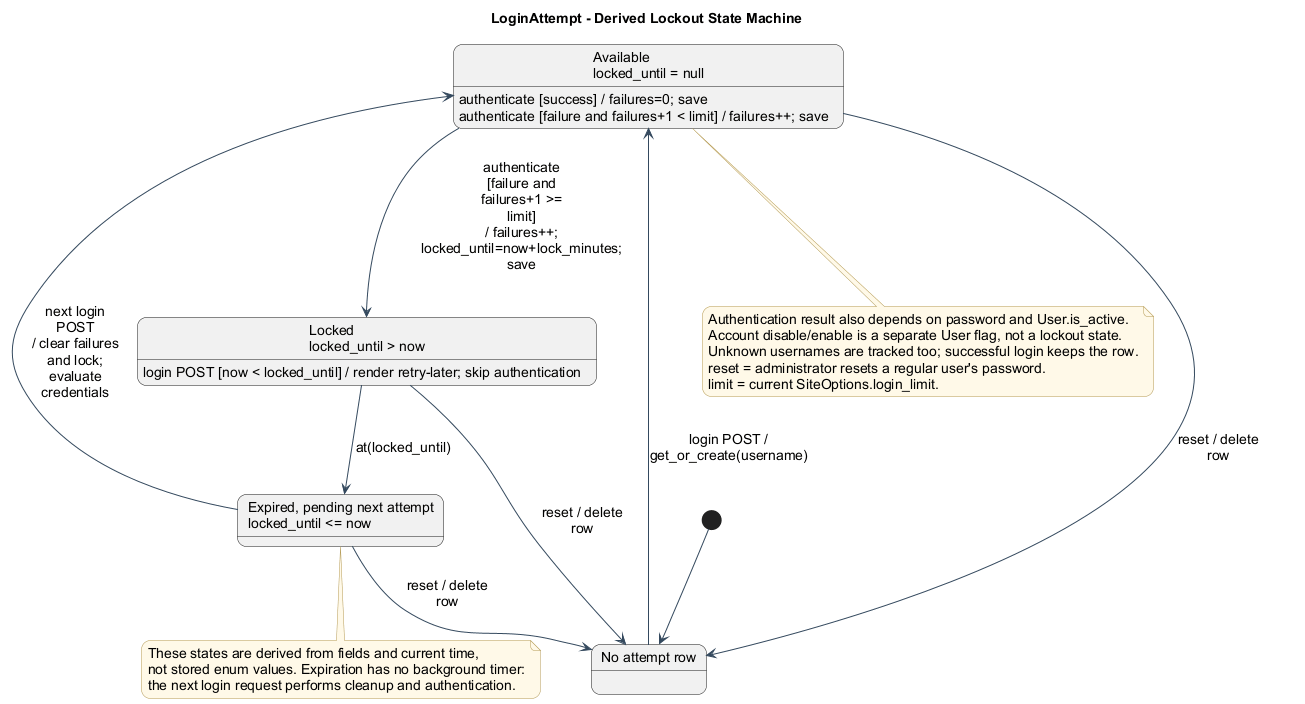 LoginAttempt - Derived Lockout State Machine
Available
locked_until = null
authenticate [success] / failures=0; save
authenticate [failure and failures+1 < limit] / failures++; save
authenticate
[failure and
failures+1 >=
limit]
/ failures++;
locked_until=now+lock_minutes;
save
next login
POST
/ clear failures
and lock;
evaluate
credentials
Locked
locked_until > now
login POST [now < locked_until] / render retry-later; skip authentication
Authentication result also depends on password and User.is_active.
Account disable/enable is a separate User flag, not a lockout state.
Unknown usernames are tracked too; successful login keeps the row.
reset = administrator resets a regular user's password.
limit = current SiteOptions.login_limit.
at(locked_until)
login POST /
get_or_create(username)
reset / delete
row
Expired, pending next attempt
locked_until <= now
reset / delete
row
reset / delete
row
These states are derived from fields and current time,
not stored enum values. Expiration has no background timer:
the next login request performs cleanup and authentication.
No attempt row